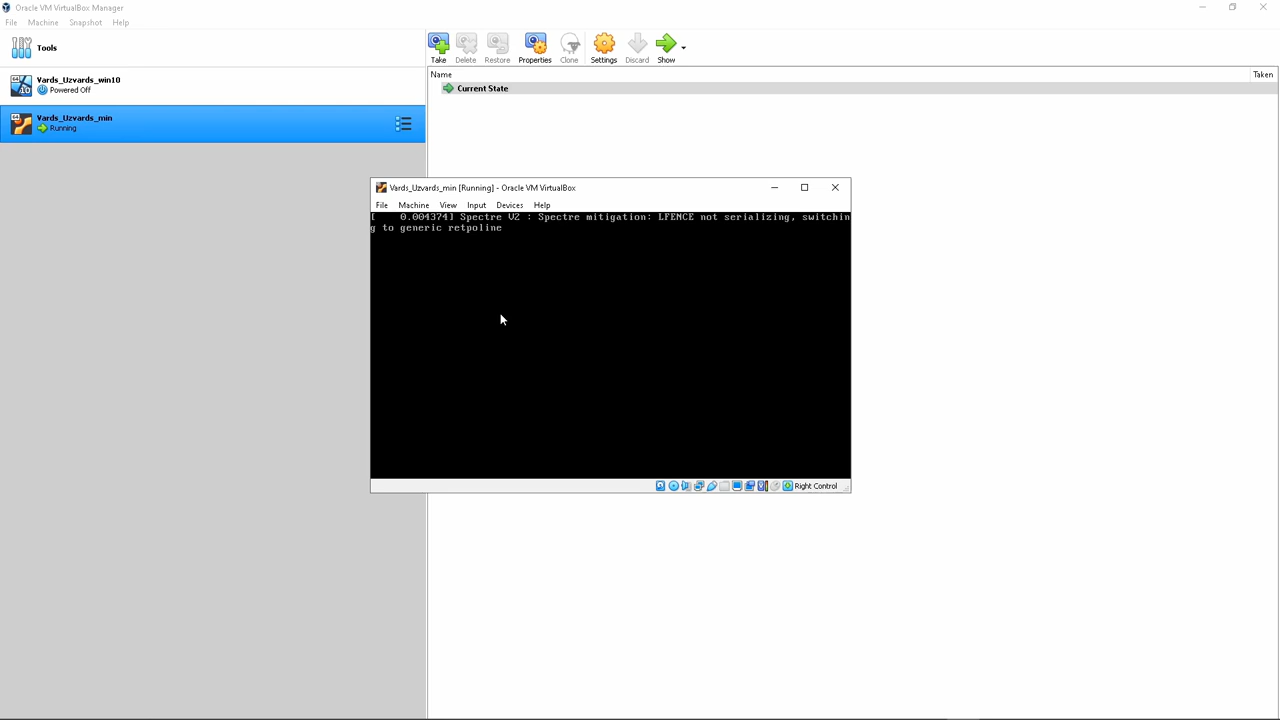 Oracle VM VirtualBox Manager
File Machine Snapshot Help
Tools
Take Delete Restore Properties Clone Settings Discard Show
Name Taken
Current State
Vards_Uzvards_win10
Powered Off
Vards_Uzvards_min
Running
Vards_Uzvards_min [Running] - Oracle VM VirtualBox
File Machine View Input Devices Help
[    0.004374] Spectre V2 : Spectre mitigation: LFENCE not serializing, switchin
g to generic retpoline
Right Control